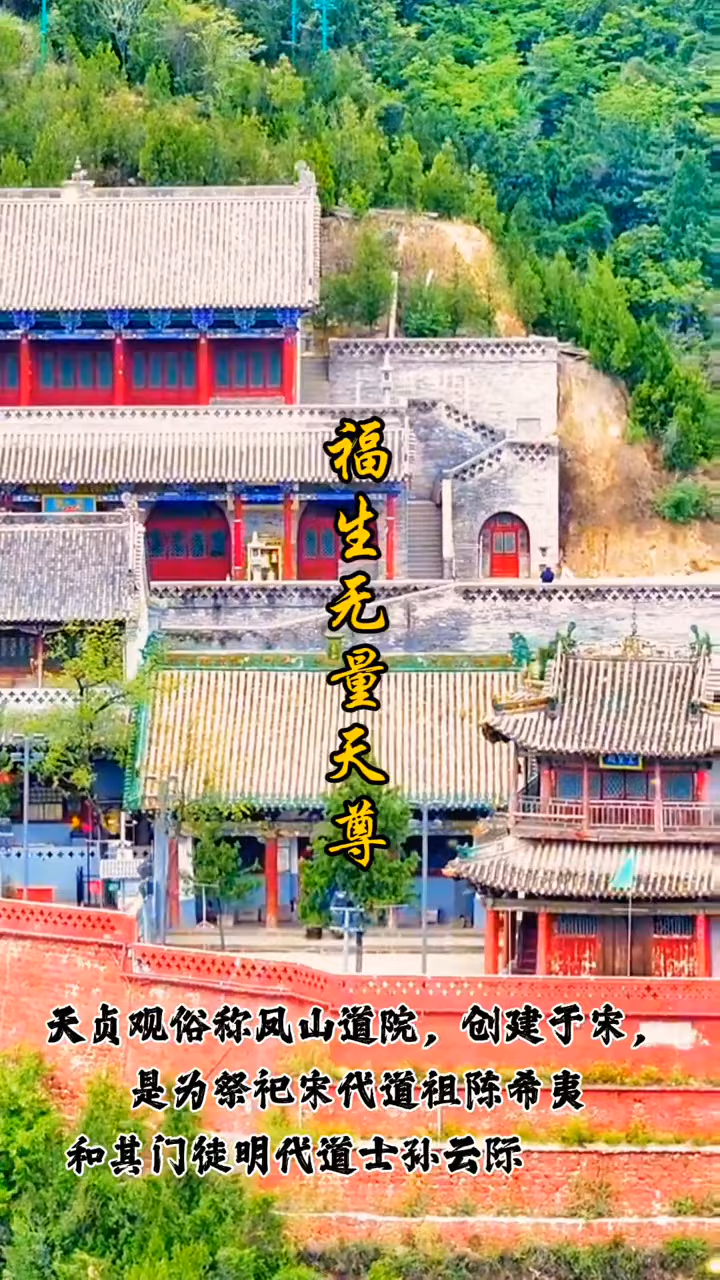 福生无量天尊
天贞观俗称凤山道院，创建于宋，
是为祭祀宋代道祖陈希夷
和其门徒明代道士孙云际